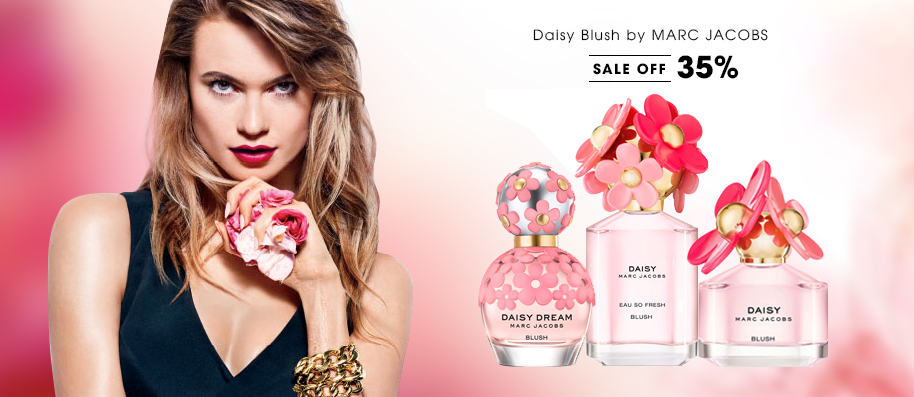 Daisy Blush by MARC JACOBS
SALE OFF 35%
DAISY DREAM
MARC JACOBS
BLUSH
DAISY
MARC JACOBS
EAU SO FRESH
BLUSH
DAISY
MARC JACOBS
BLUSH